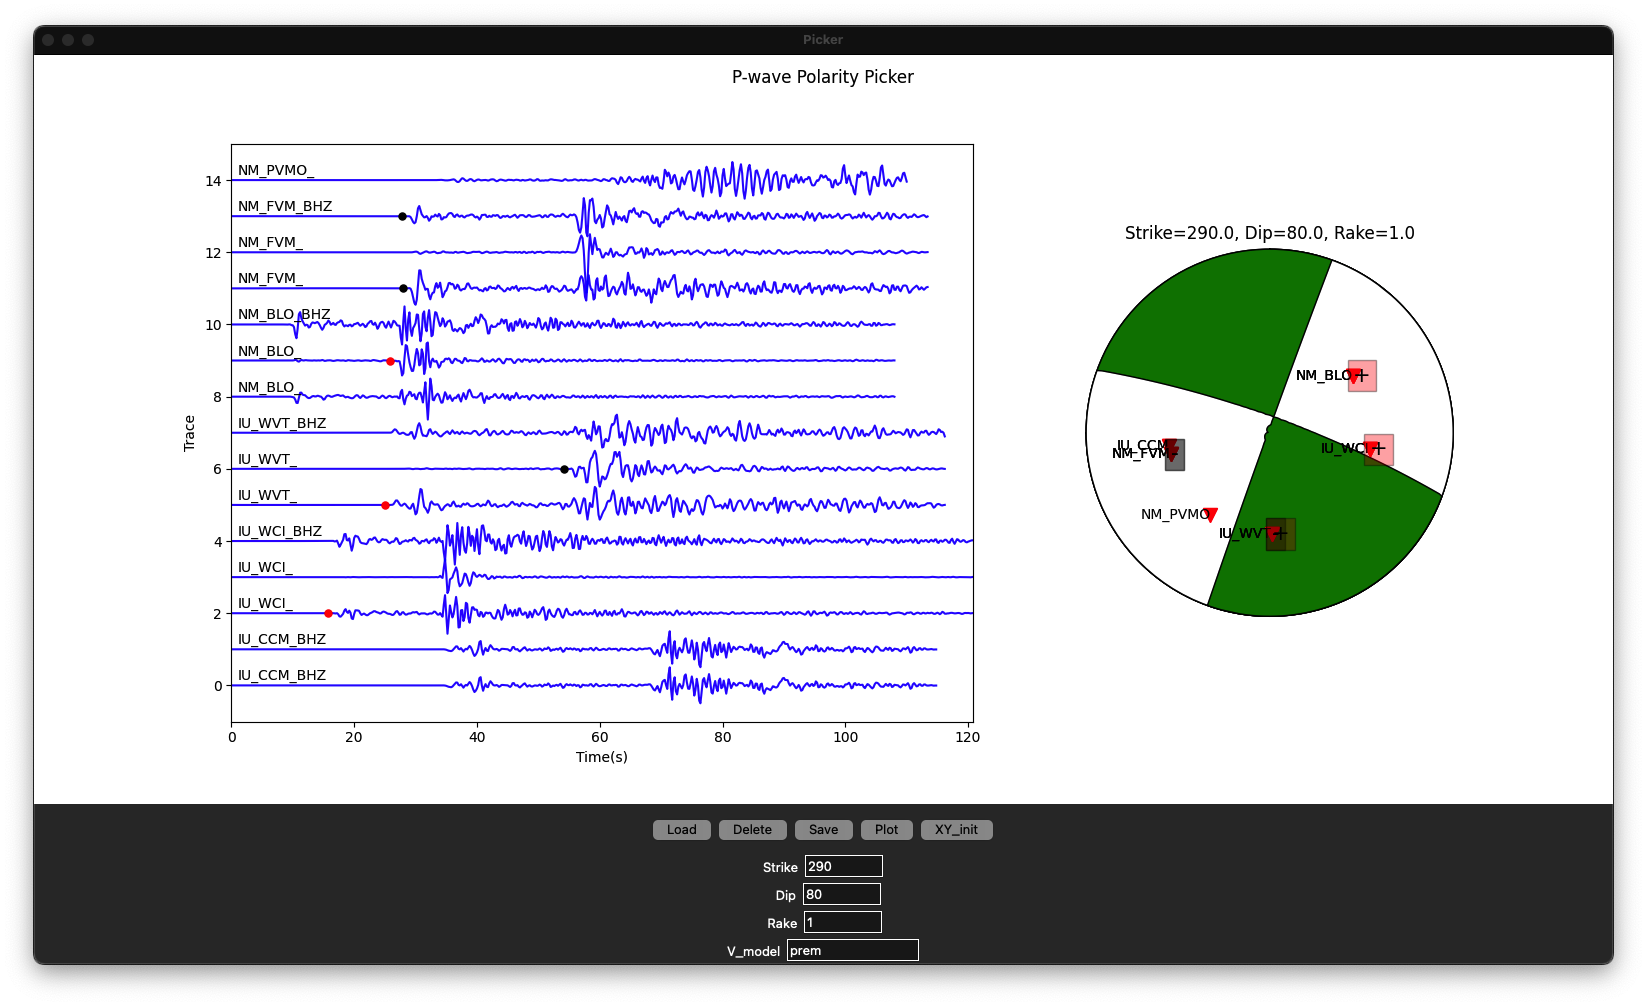 Picker
P-wave Polarity Picker
NM_PVMO_
NM_FVM_BHZ
NM_FVM_
NM_FVM_
NM_BLO_BHZ
NM_BLO_
NM_BLO_
IU_WVT_BHZ
IU_WVT_
IU_WVT_
IU_WCI_BHZ
IU_WCI_
IU_WCI_
IU_CCM_BHZ
IU_CCM_BHZ
14
12
10
8
6
4
2
0
Trace
0 20 40 60 80 100 120
Time(s)
Strike=290.0, Dip=80.0, Rake=1.0
NM_BLO
IU_CCM
NM_FVM
IU_WCI
NM_PVMO
IU_WVT
Load Delete Save Plot XY_init
Strike 290
Dip 80
Rake 1
V_model prem